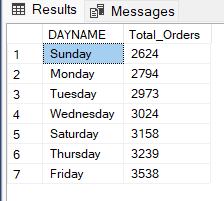 Results Messages
DAYNAME Total_Orders
1 Sunday 2624
2 Monday 2794
3 Tuesday 2973
4 Wednesday 3024
5 Saturday 3158
6 Thursday 3239
7 Friday 3538